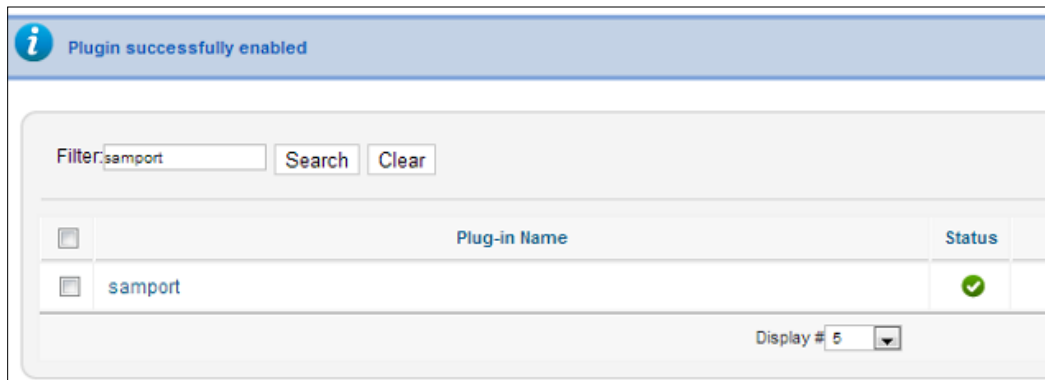 Plugin successfully enabled
Filter:samport Search Clear
Plug-in Name Status
samport
Display # 5